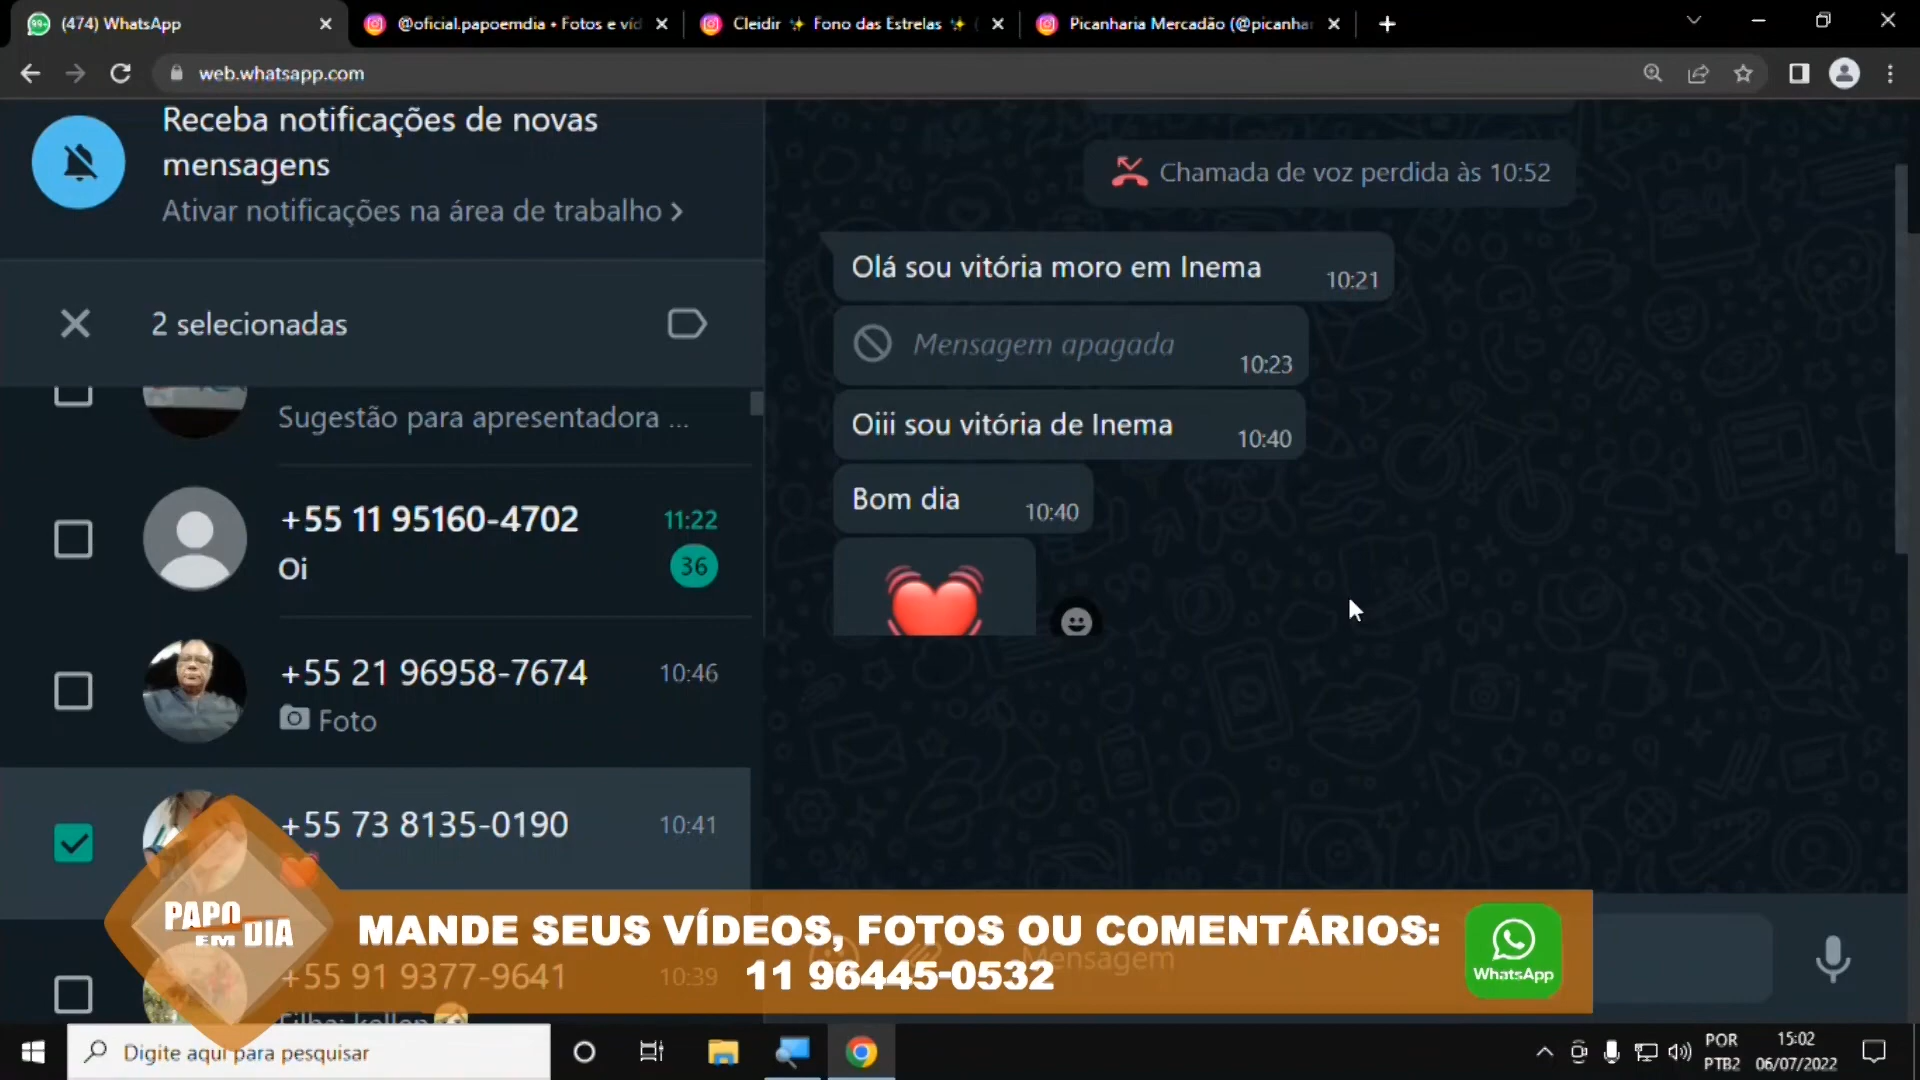 (474) WhatsApp
@oficial.papoemdia • Fotos e víd
Cleidir ✨ Fono das Estrelas ✨
Picanharia Mercadão (@picanhar
web.whatsapp.com
Receba notificações de novas
mensagens
Ativar notificações na área de trabalho >
2 selecionadas
Sugestão para apresentadora ...
+55 11 95160-4702 11:22
Oi 36
+55 21 96958-7674 10:46
Foto
+55 73 8135-0190 10:41
+55 91 9377-9641 10:39
Filha: kellen
Chamada de voz perdida às 10:52
Olá sou vitória moro em Inema 10:21
Mensagem apagada 10:23
Oiii sou vitória de Inema 10:40
Bom dia 10:40
Mensagem
PAPO
EM DIA
MANDE SEUS VÍDEOS, FOTOS OU COMENTÁRIOS:
11 96445-0532
WhatsApp
Digite aqui para pesquisar
POR
PTB2
15:02
06/07/2022